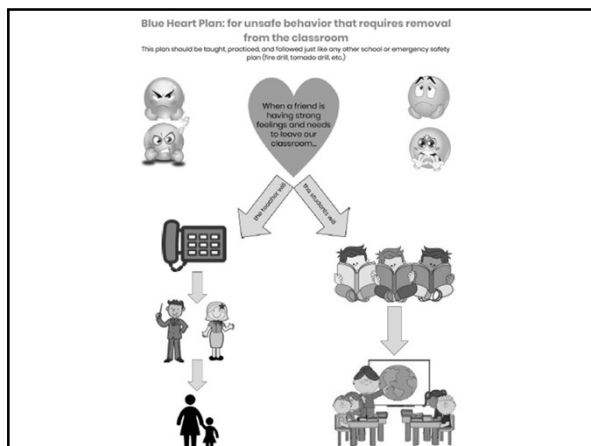 Blue Heart Plan: for unsafe behavior that requires removal
from the classroom
This plan should be taught, practiced, and followed just like any other school or emergency safety
plan (fire drill, tornado drill, etc.)
When a friend is
having strong
feelings and needs
to leave our
classroom...
the teacher will
the students will